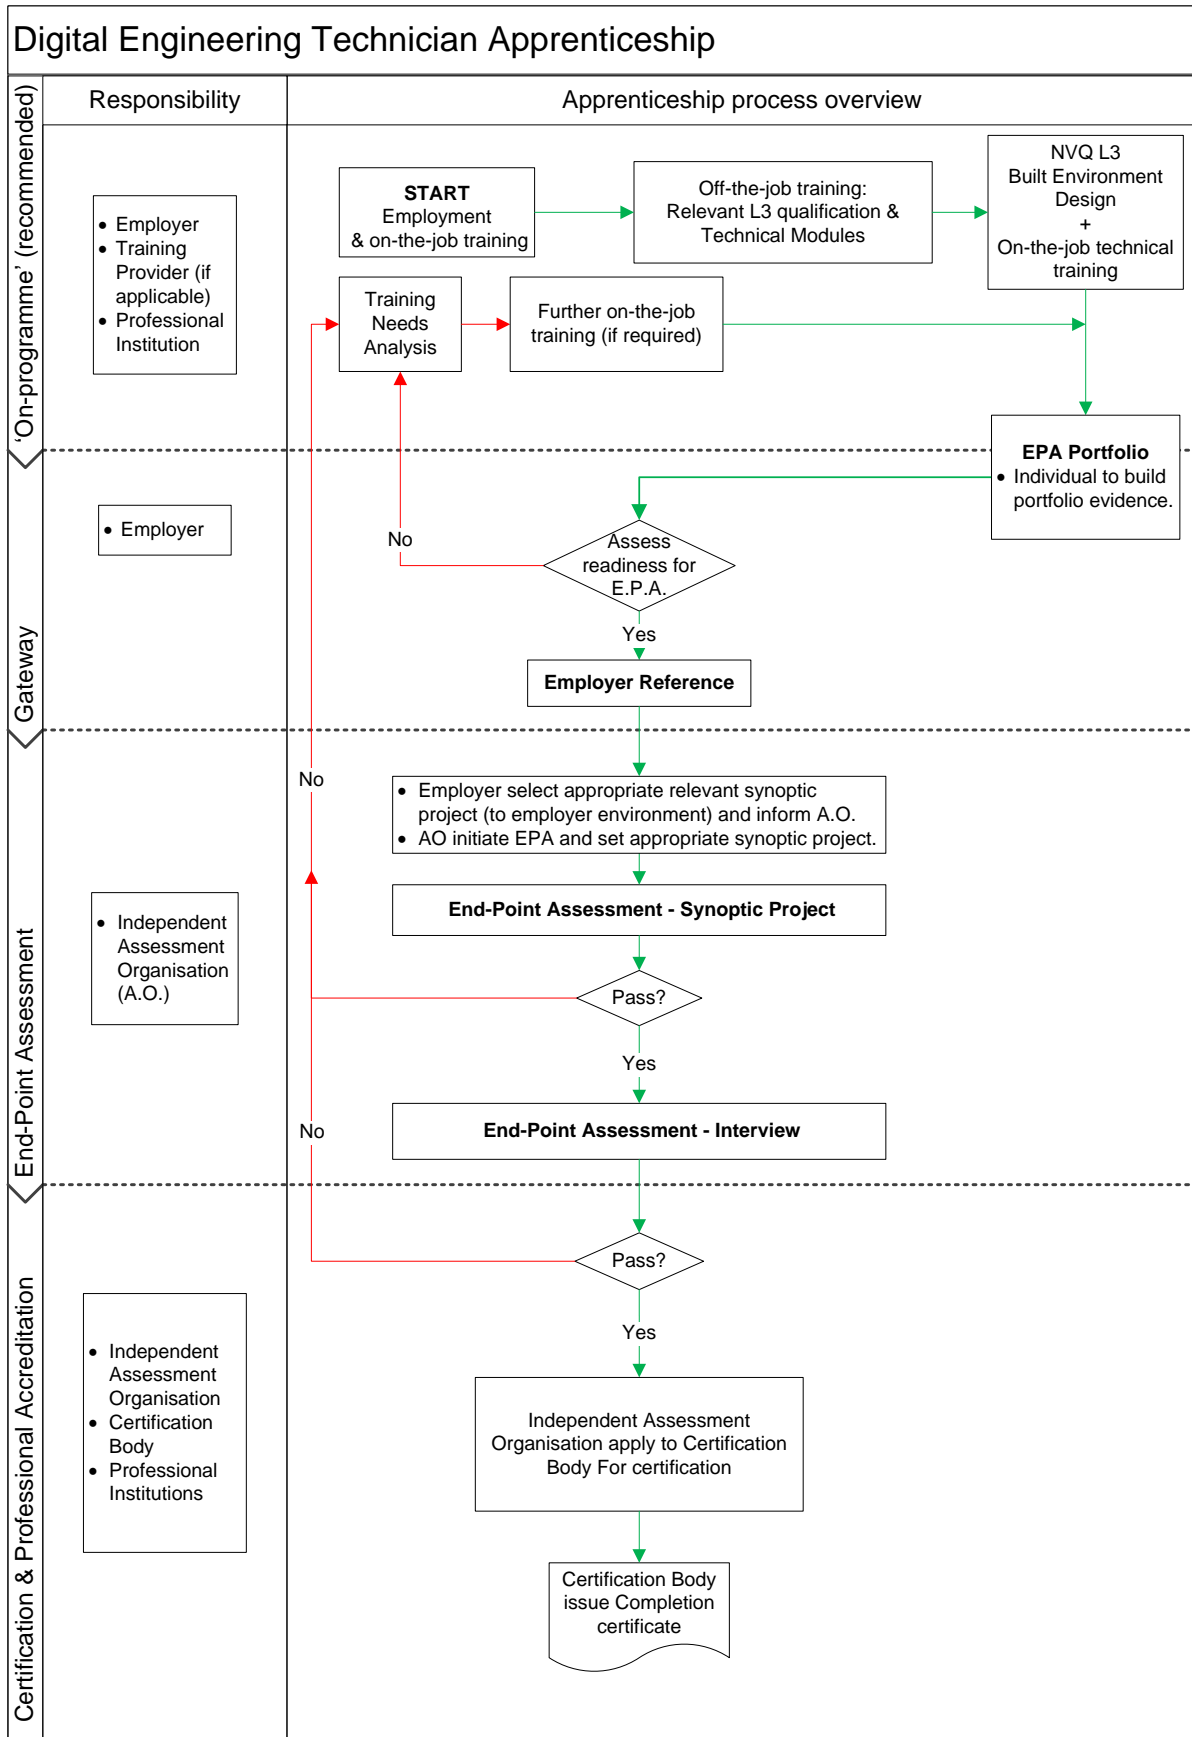 Digital Engineering Technician Apprenticeship
Responsibility
Apprenticeship process overview
'On-programme' (recommended)
• Employer
• Training
Provider (if
applicable)
• Professional
Institution
START
Employment
& on-the-job training
Off-the-job training:
Relevant L3 qualification &
Technical Modules
NVQ L3
Built Environment
Design
+
On-the-job technical
training
Training
Needs
Analysis
Further on-the-job
training (if required)
EPA Portfolio
• Individual to build
portfolio evidence.
Gateway
• Employer
No
Assess
readiness for
E.P.A.
Yes
Employer Reference
End-Point Assessment
No
• Employer select appropriate relevant synoptic
project (to employer environment) and inform A.O.
• AO initiate EPA and set appropriate synoptic project.
• Independent
Assessment
Organisation
(A.O.)
End-Point Assessment - Synoptic Project
Pass?
Yes
No
End-Point Assessment - Interview
Certification & Professional Accreditation
Pass?
Yes
• Independent
Assessment
Organisation
• Certification
Body
• Professional
Institutions
Independent Assessment
Organisation apply to Certification
Body For certification
Certification Body
issue Completion
certificate